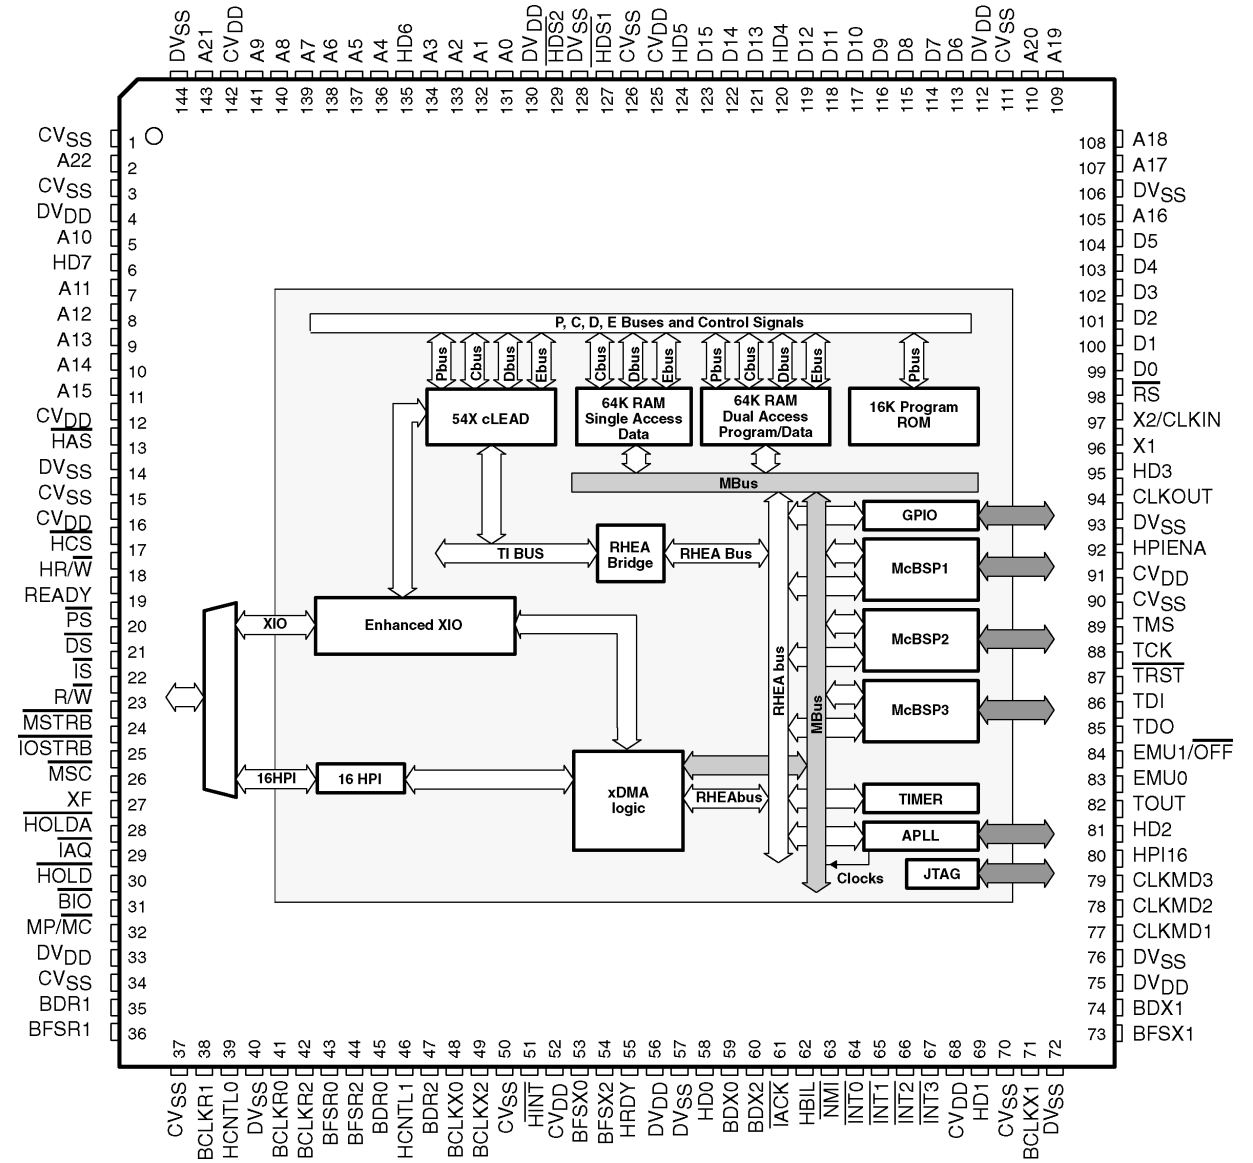 DVSS
A21
CVDD
A9
A8
A7
A6
A5
A4
HD6
A3
A2
A1
A0
DVDD
HDS2
DVSS
HDS1
CVSS
CVDD
HD5
D15
D14
D13
HD4
D12
D11
D10
D9
D8
D7
D6
DVDD
CVSS
A20
A19
144
143
142
141
140
139
138
137
136
135
134
133
132
131
130
129
128
127
126
125
124
123
122
121
120
119
118
117
116
115
114
113
112
111
110
109
CVSS 1
A22 2
CVSS 3
DVDD 4
A10 5
HD7 6
A11 7
A12 8
A13 9
A14 10
A15 11
CVDD 12
HAS 13
DVSS 14
CVSS 15
CVDD 16
HCS 17
HR/W 18
READY 19
PS 20
DS 21
IS 22
R/W 23
MSTRB 24
IOSTRB 25
MSC 26
XF 27
HOLDA 28
IAQ 29
HOLD 30
BIO 31
MP/MC 32
DVDD 33
CVSS 34
BDR1 35
BFSR1 36
P, C, D, E Buses and Control Signals
Pbus
Cbus
Dbus
Ebus
Cbus
Dbus
Ebus
Pbus
Cbus
Dbus
Ebus
Pbus
54X cLEAD
64K RAM
Single Access
Data
64K RAM
Dual Access
Program/Data
16K Program
ROM
MBus
GPIO
TI BUS
RHEA
Bridge
RHEA Bus
McBSP1
XIO
Enhanced XIO
McBSP2
RHEA bus
MBus
McBSP3
16HPI
16 HPI
xDMA
logic
RHEAbus
TIMER
APLL
Clocks
JTAG
108 A18
107 A17
106 DVSS
105 A16
104 D5
103 D4
102 D3
101 D2
100 D1
99 D0
98 RS
97 X2/CLKIN
96 X1
95 HD3
94 CLKOUT
93 DVSS
92 HPIENA
91 CVDD
90 CVSS
89 TMS
88 TCK
87 TRST
86 TDI
85 TDO
84 EMU1/OFF
83 EMU0
82 TOUT
81 HD2
80 HPI16
79 CLKMD3
78 CLKMD2
77 CLKMD1
76 DVSS
75 DVDD
74 BDX1
73 BFSX1
37
38
39
40
41
42
43
44
45
46
47
48
49
50
51
52
53
54
55
56
57
58
59
60
61
62
63
64
65
66
67
68
69
70
71
72
CVSS
BCLKR1
HCNTL0
DVSS
BCLKR0
BCLKR2
BFSR0
BFSR2
BDR0
HCNTL1
BDR2
BCLKX0
BCLKX2
CVSS
HINT
CVDD
BFSX0
BFSX2
HRDY
DVDD
DVSS
HD0
BDX0
BDX2
IACK
HBIL
NMI
INT0
INT1
INT2
INT3
CVDD
HD1
CVSS
BCLKX1
DVSS